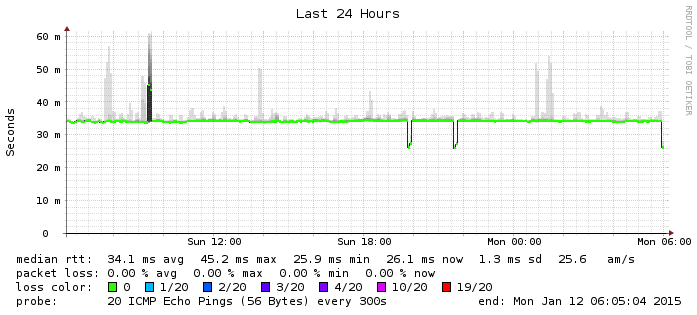 Last 24 Hours
RRDTOOL / TOBI OETIKER
Seconds
60 m
50 m
40 m
30 m
20 m
10 m
0
Sun 12:00 Sun 18:00 Mon 00:00 Mon 06:00
median rtt: 34.1 ms avg 45.2 ms max 25.9 ms min 26.1 ms now 1.3 ms sd 25.6 am/s
packet loss: 0.00 % avg 0.00 % max 0.00 % min 0.00 % now
loss color: 0 1/20 2/20 3/20 4/20 10/20 19/20
probe: 20 ICMP Echo Pings (56 Bytes) every 300s end: Mon Jan 12 06:05:04 2015